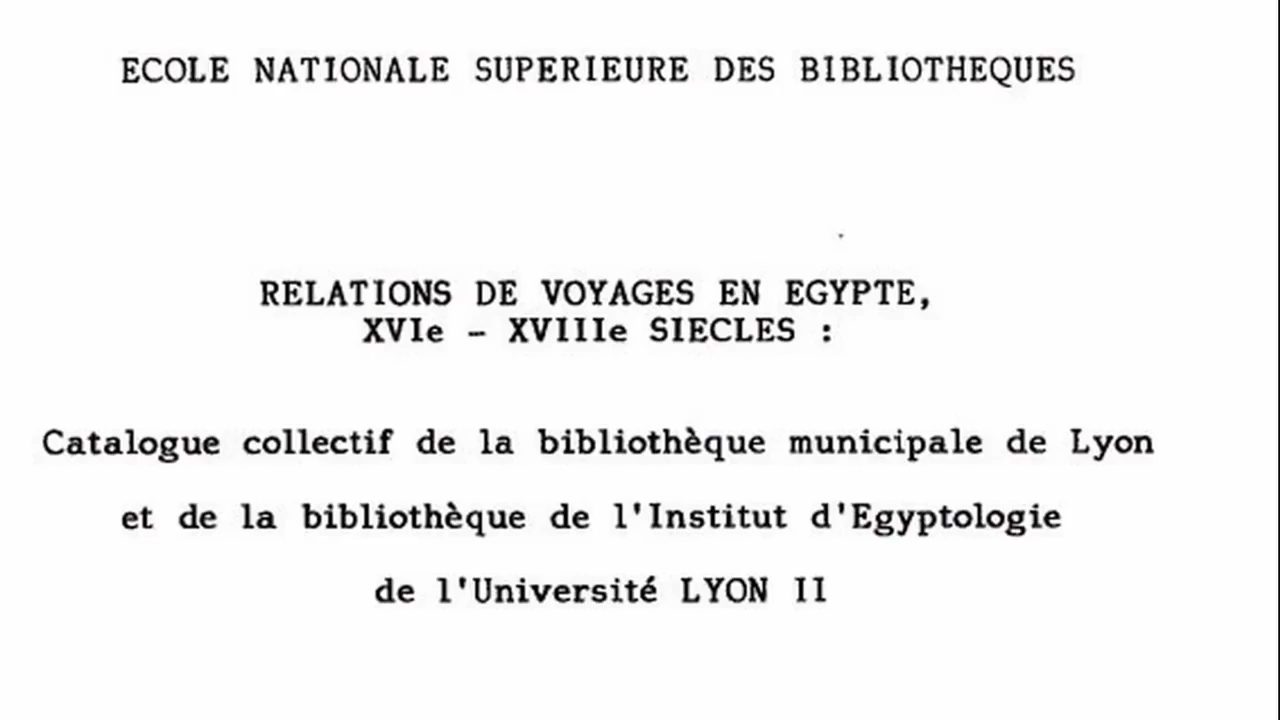 ECOLE NATIONALE SUPERIEURE DES BIBLIOTHEQUES
RELATIONS DE VOYAGES EN EGYPTE,
XVIe - XVIIIe SIECLES :
Catalogue collectif de la bibliothèque municipale de Lyon
et de la bibliothèque de l'Institut d'Egyptologie
de l'Université LYON II